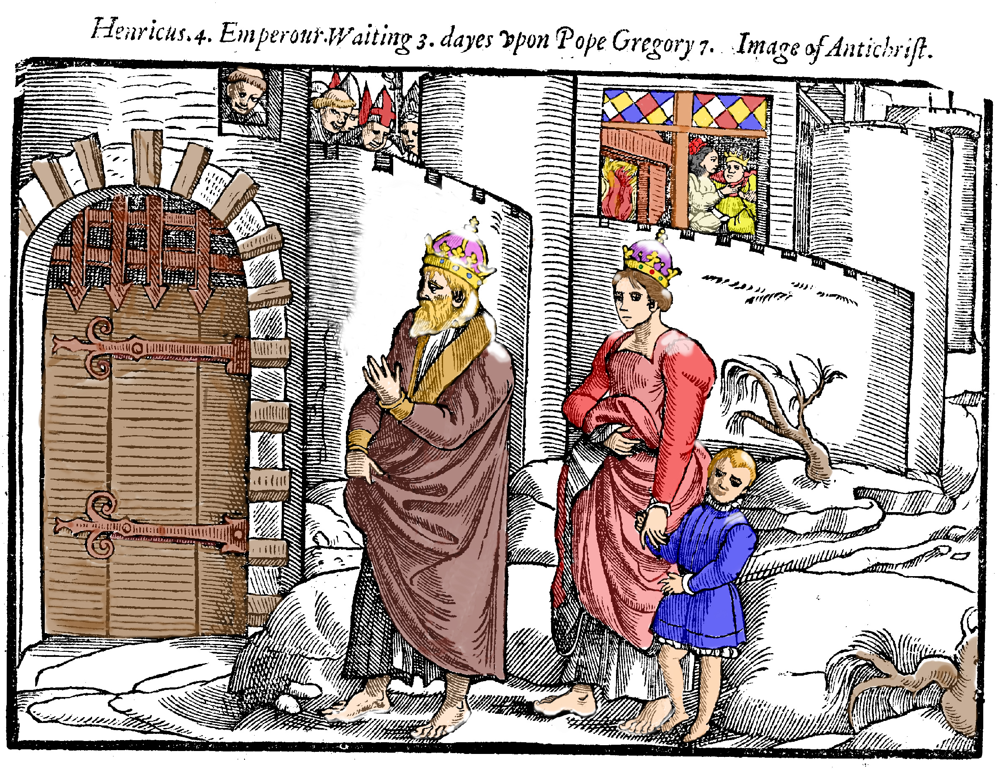 Henricus.4. Emperour.Waiting 3. dayes vpon Pope Gregory 7. Image of Antichriſt.